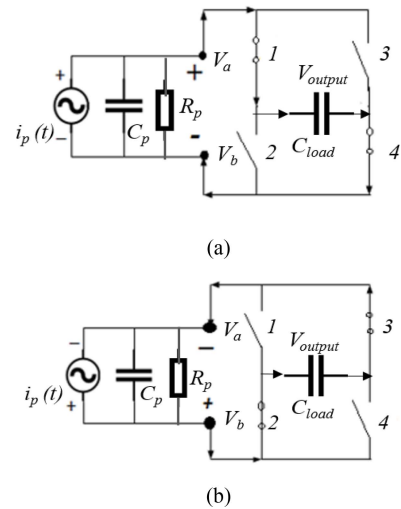 +
V_a
1
3
+
V_output
R_p
i_p (t)
−
C_p
-
V_b
2
C_load
4
(a)
−
V_a
1
3
−
V_output
i_p (t)
C_p
R_p
+
+
V_b
2
C_load
4
(b)